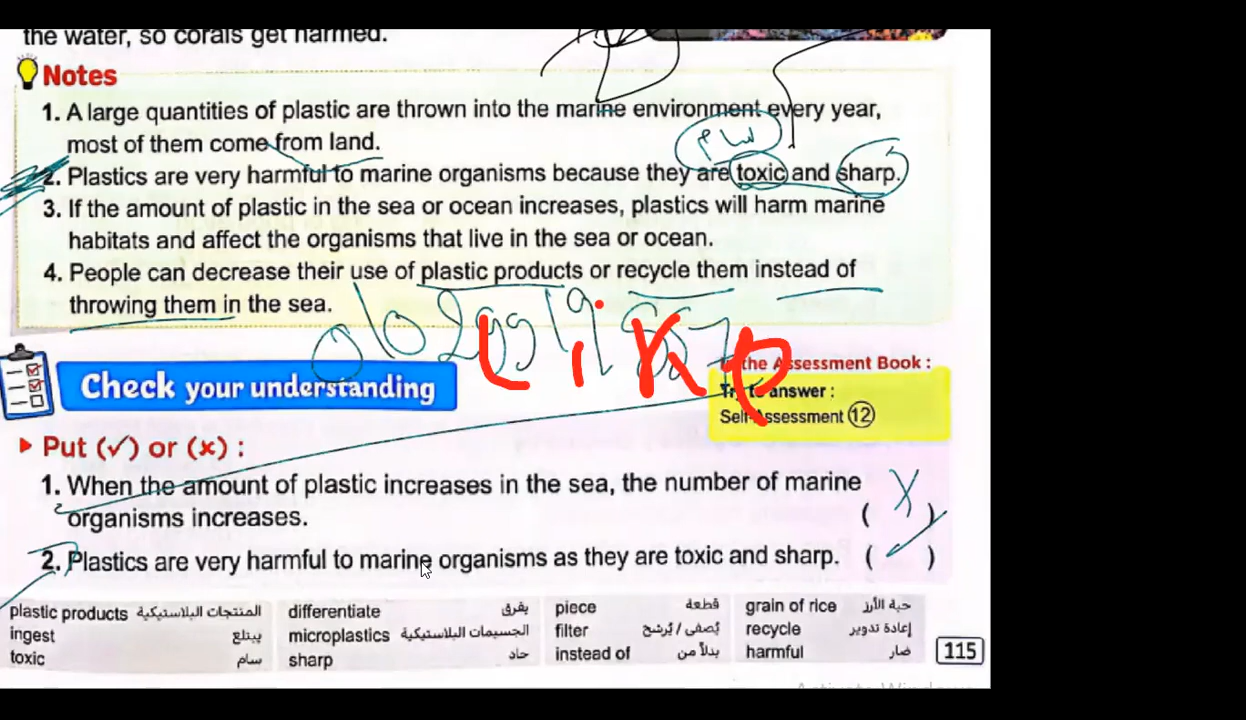 the water, so corals get harmed.
Notes
1. A large quantities of plastic are thrown into the marine environment every year,
most of them come from land.
سام
2. Plastics are very harmful to marine organisms because they are toxic and sharp.
3. If the amount of plastic in the sea or ocean increases, plastics will harm marine
habitats and affect the organisms that live in the sea or ocean.
4. People can decrease their use of plastic products or recycle them instead of
throwing them in the sea.
Check your understanding
the Assessment Book :
Try to answer :
Self-Assessment 12
Put (✓) or (x) :
1. When the amount of plastic increases in the sea, the number of marine
organisms increases. ( X )
2. Plastics are very harmful to marine organisms as they are toxic and sharp. ( ✓ )
plastic products المنتجات البلاستيكية differentiate يفرق piece قطعة grain of rice حبة الأرز
ingest يبتلع microplastics الجسيمات البلاستيكية filter يُصفى / يُرشح recycle إعادة تدوير
toxic سام sharp حاد instead of بدلاً من harmful ضار
115